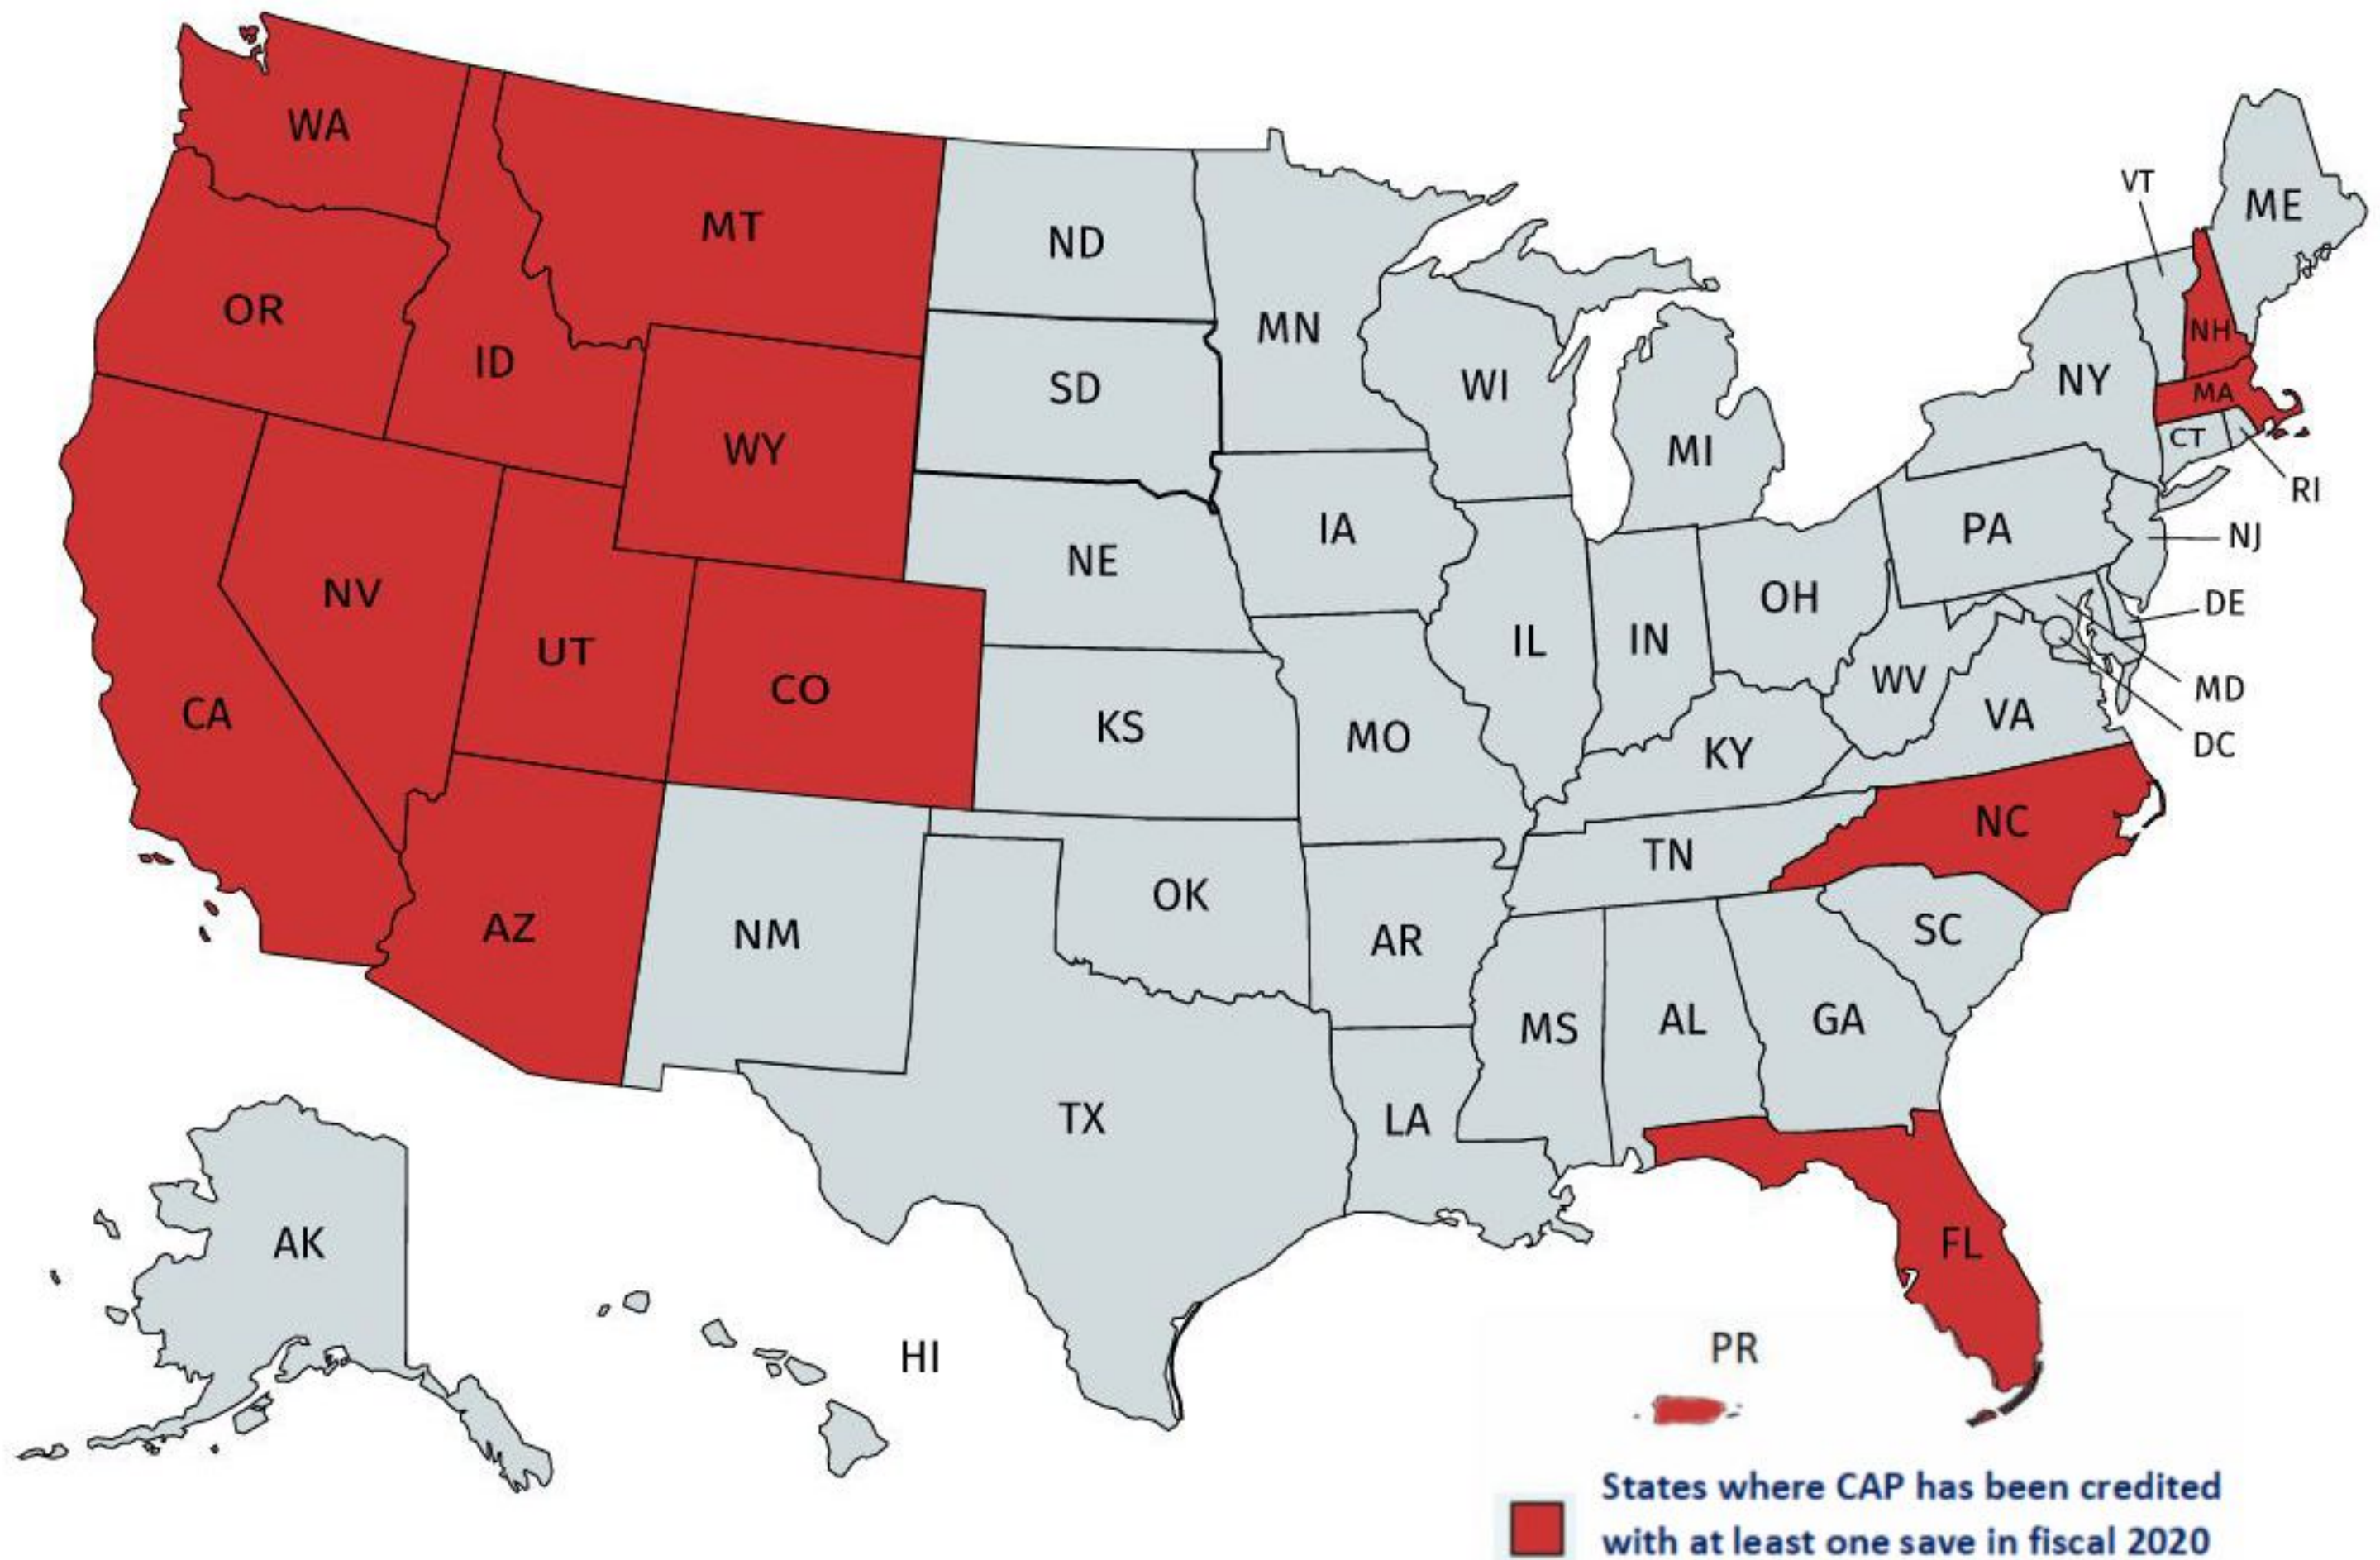 WA
MT
ND
VT
ME
OR
ID
MN
NH
SD
WI
NY
MA
WY
MI
CT
RI
IA
PA
NJ
NE
NV
OH
DE
UT
IL
IN
CO
WV
MD
CA
KS
MO
VA
KY
DC
NC
TN
OK
AZ
NM
AR
SC
MS
AL
GA
TX
LA
AK
FL
HI
PR
States where CAP has been credited
with at least one save in fiscal 2020